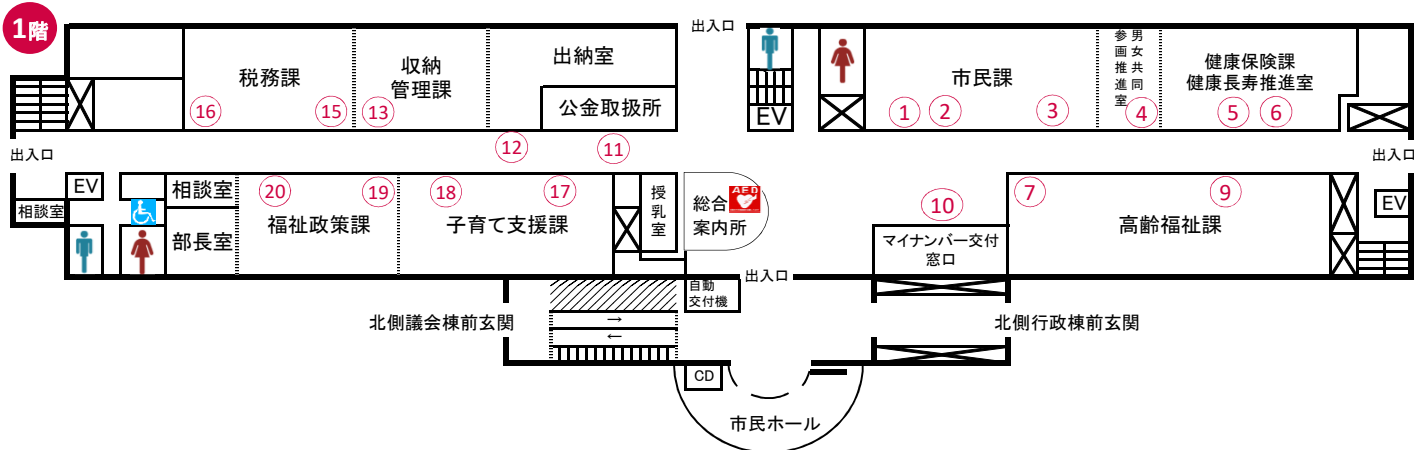 1階
出入口
税務課
収納
管理課
出納室
公金取扱所
16
15
13
12
11
EV
市民課
男女共同
参画推進室
健康保険課
健康長寿推進室
1
2
3
4
5
6
出入口
出入口
EV
相談室
相談室
部長室
20
19
福祉政策課
18
17
子育て支援課
授乳室
総合
案内所
AED
10
マイナンバー交付
窓口
7
9
高齢福祉課
EV
出入口
自動
交付機
北側議会棟前玄関
→
←
北側行政棟前玄関
CD
市民ホール